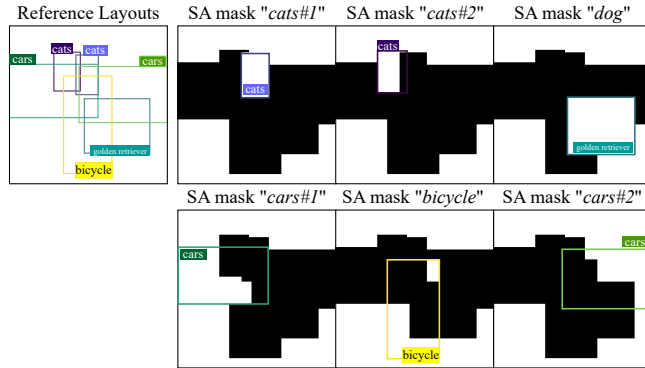 Reference Layouts
SA mask "cats#1"
SA mask "cats#2"
SA mask "dog"
cats
cats
cars
cars
golden retriever
bicycle
cats
cats
golden retriever
SA mask "cars#1"
SA mask "bicycle"
SA mask "cars#2"
cars
bicycle
cars